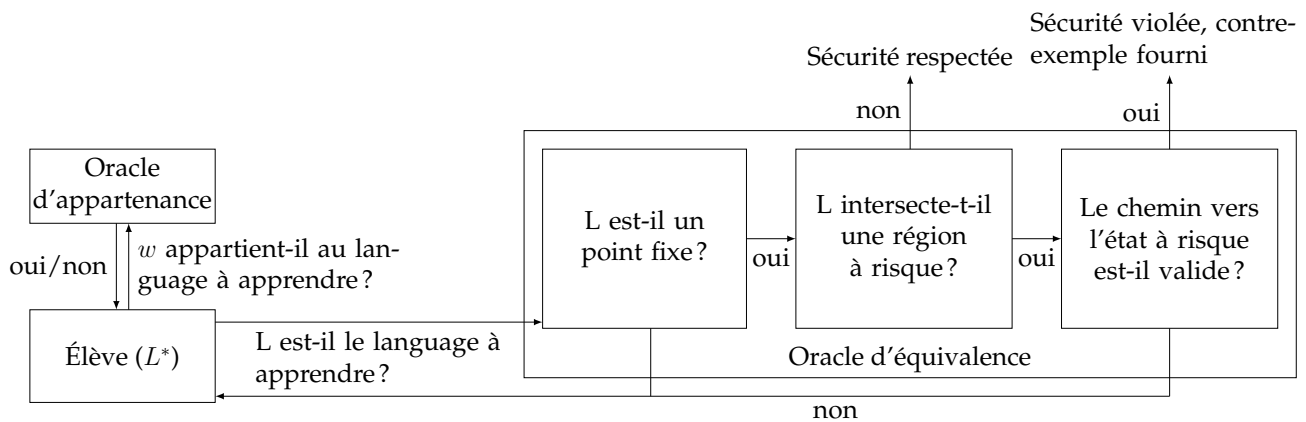 Sécurité violée, contre-
exemple fourni
Sécurité respectée
non
oui
Oracle
d'appartenance
oui/non
w appartient-il au lan-
guage à apprendre ?
Élève (L*)
L est-il le language à
apprendre ?
L est-il un
point fixe ?
oui
L intersecte-t-il
une région
à risque ?
oui
Le chemin vers
l'état à risque
est-il valide ?
Oracle d'équivalence
non